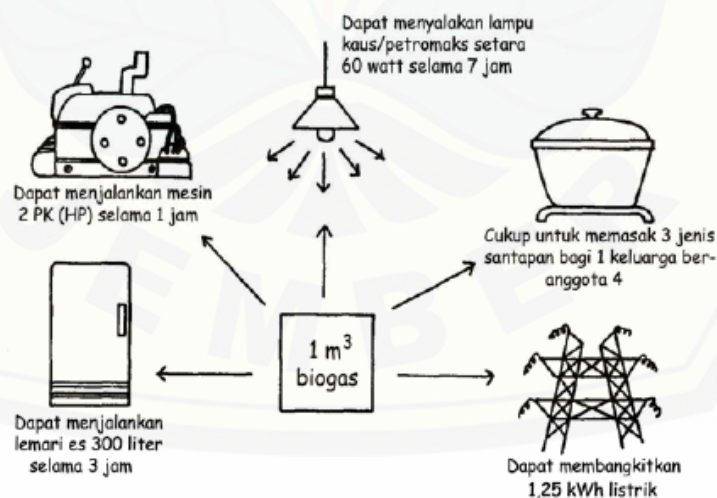 Dapat menyalakan lampu
kaus/petromaks setara
60 watt selama 7 jam
Dapat menjalankan mesin
2 PK (HP) selama 1 jam
Cukup untuk memasak 3 jenis
santapan bagi 1 keluarga ber-
anggota 4
1 m³
biogas
Dapat menjalankan
lemari es 300 liter
selama 3 jam
Dapat membangkitkan
1,25 kWh listrik